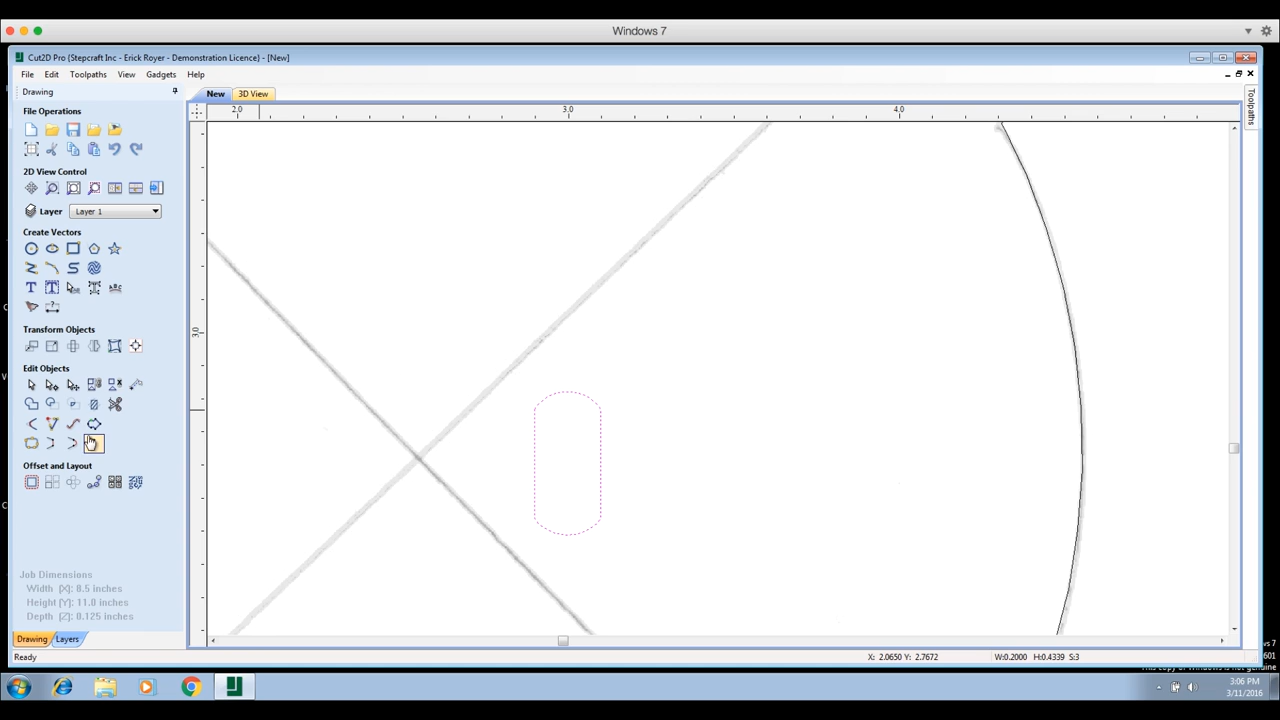 Windows 7
Cut2D Pro {Stepcraft Inc - Erick Royer - Demonstration Licence} - [New]
File Edit Toolpaths View Gadgets Help
Drawing
New 3D View
Toolpaths
2.0 3.0 4.0
3.0
File Operations
2D View Control
Layer Layer 1
Create Vectors
Transform Objects
Edit Objects
Offset and Layout
Job Dimensions
Width (X): 8.5 inches
Height (Y): 11.0 inches
Depth (Z): 0.125 inches
Drawing Layers
Ready X: 2.0650 Y: 2.7672 W:0.2000 H:0.4339 S:3
3:06 PM
3/11/2016